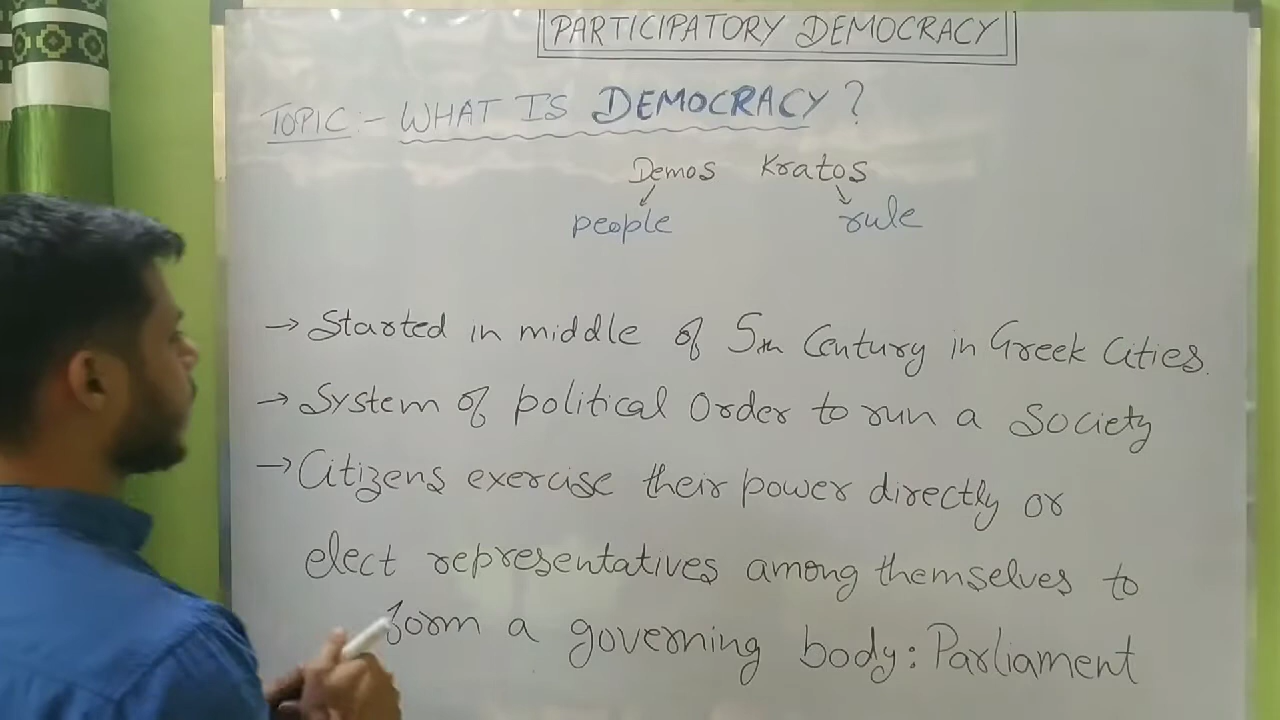 PARTICIPATORY DEMOCRACY
TOPIC :- WHAT IS DEMOCRACY?
Demos Kratos
people rule
→ Started in middle of 5th Century in Greek Cities.
→ System of political Order to run a Society
→ Citizens exercise their power directly or
elect representatives among themselves to
form a governing body: Parliament